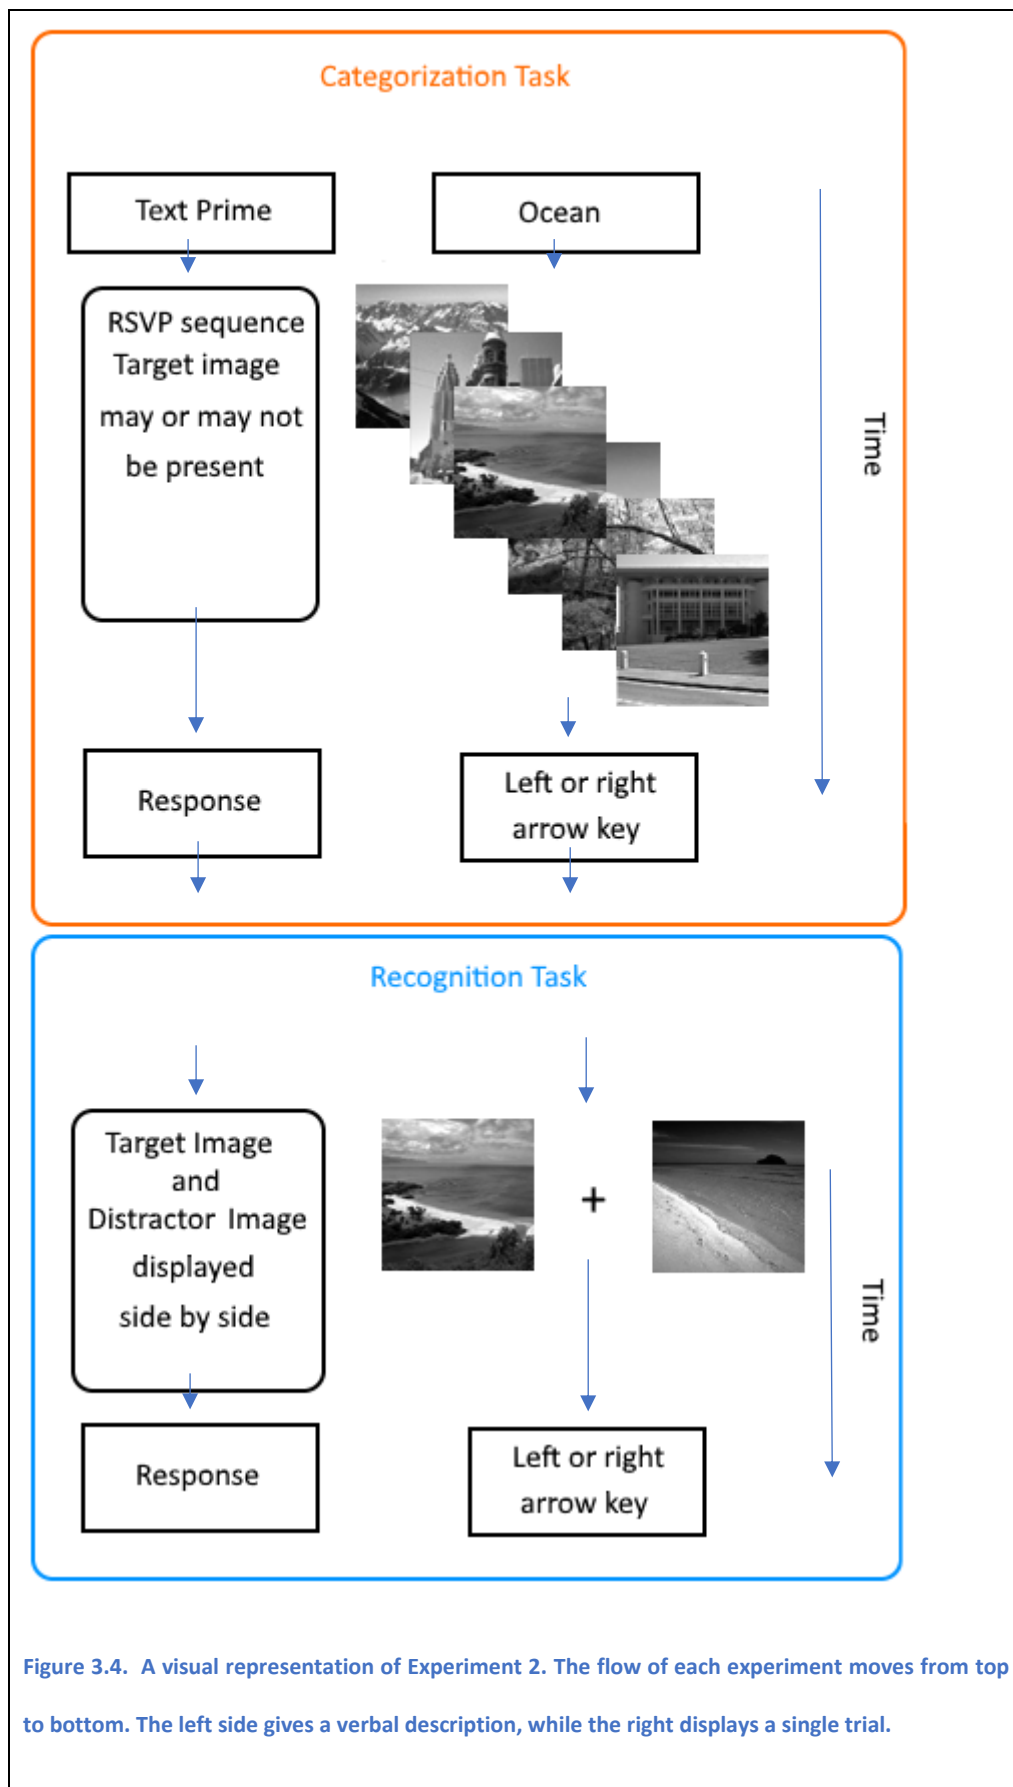 Categorization Task
Text Prime
Ocean
RSVP sequence
Target image
may or may not
be present
Time
Response
Left or right
arrow key
Recognition Task
Target Image
and
Distractor Image
displayed
side by side
+
Time
Response
Left or right
arrow key
Figure 3.4. A visual representation of Experiment 2. The flow of each experiment moves from top
to bottom. The left side gives a verbal description, while the right displays a single trial.